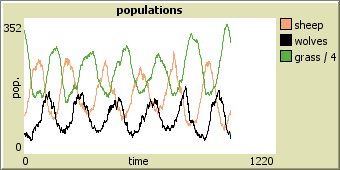 populations
352
pop.
0
0
time
1220
sheep
wolves
grass / 4